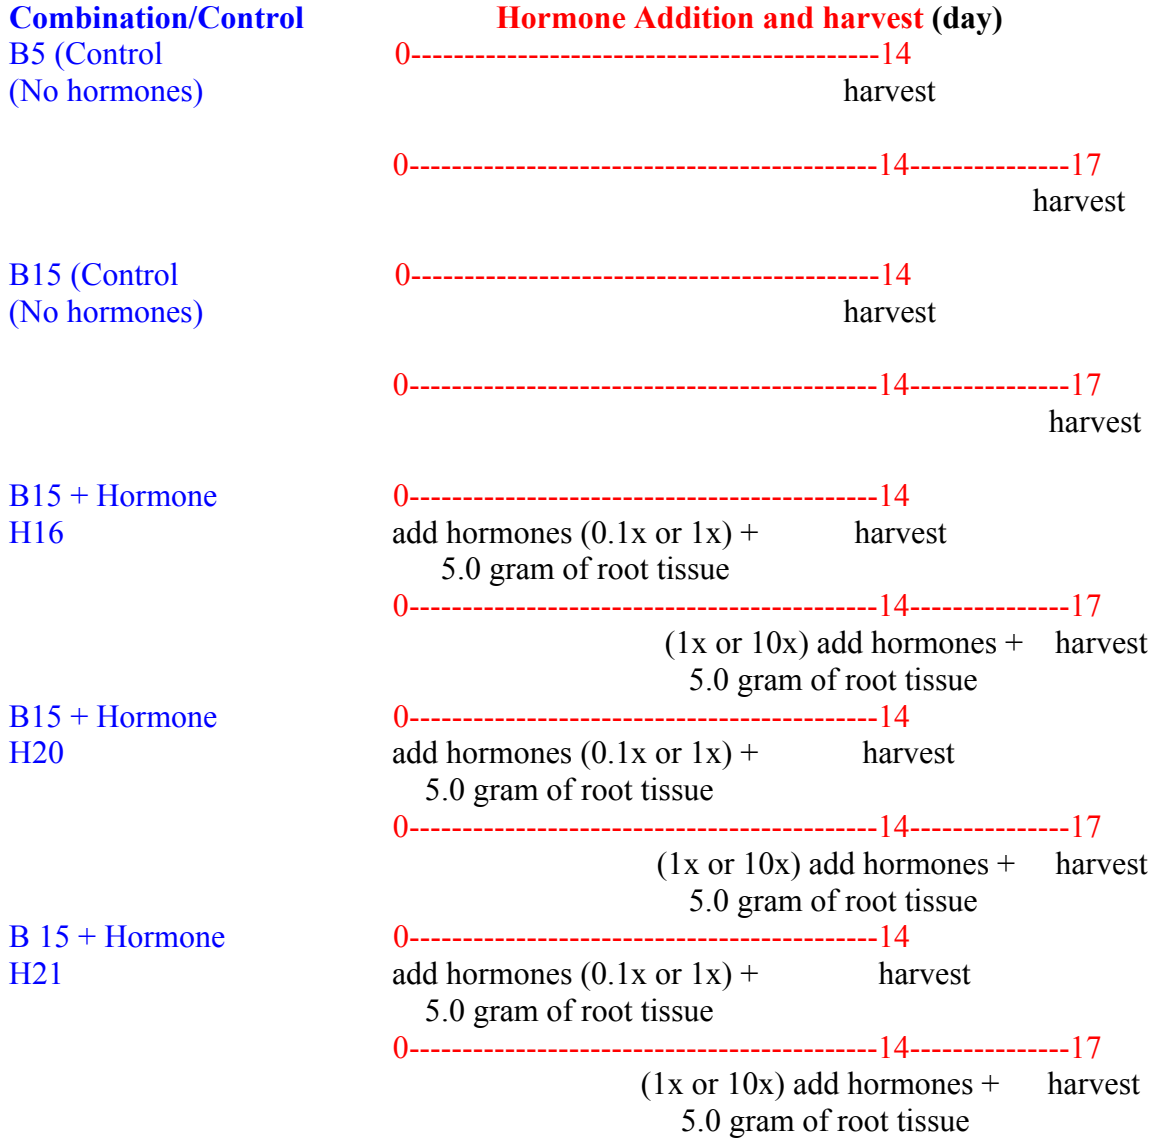 Combination/Control Hormone Addition and harvest (day)
B5 (Control 0--------------------------------------------14
(No hormones) harvest
0--------------------------------------------14---------------17
harvest
B15 (Control 0--------------------------------------------14
(No hormones) harvest
0--------------------------------------------14---------------17
harvest
B15 + Hormone 0--------------------------------------------14
H16 add hormones (0.1x or 1x) + harvest
5.0 gram of root tissue
0--------------------------------------------14---------------17
(1x or 10x) add hormones + harvest
5.0 gram of root tissue
B15 + Hormone 0--------------------------------------------14
H20 add hormones (0.1x or 1x) + harvest
5.0 gram of root tissue
0--------------------------------------------14---------------17
(1x or 10x) add hormones + harvest
5.0 gram of root tissue
B 15 + Hormone 0--------------------------------------------14
H21 add hormones (0.1x or 1x) + harvest
5.0 gram of root tissue
0--------------------------------------------14---------------17
(1x or 10x) add hormones + harvest
5.0 gram of root tissue